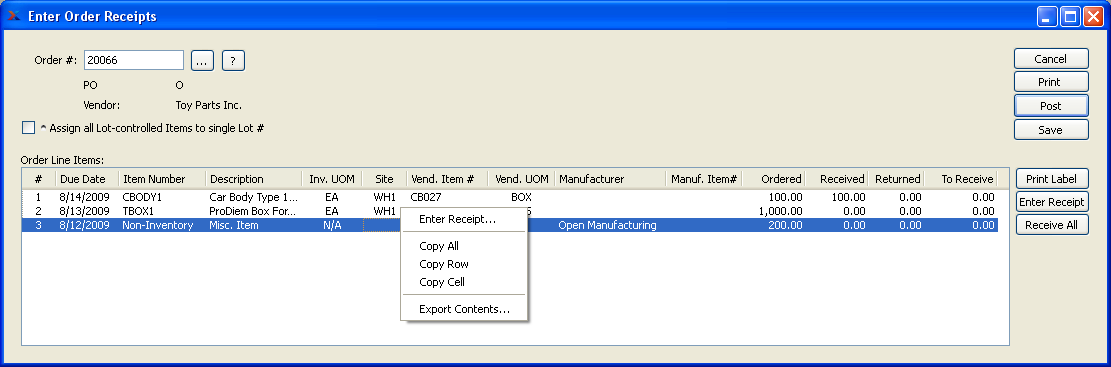 Enter Order Receipts
Order #: 20066 ... ?
PO O
Vendor: Toy Parts Inc.
^ Assign all Lot-controlled Items to single Lot #
Cancel
Print
Post
Save
Order Line Items:
# Due Date Item Number Description Inv. UOM Site Vend. Item # Vend. UOM Manufacturer Manuf. Item# Ordered Received Returned To Receive
1 8/14/2009 CBODY1 Car Body Type 1... EA WH1 CB027 BOX 100.00 100.00 0.00 0.00
2 8/13/2009 TBOX1 ProDiem Box For... EA WH1 1,000.00 0.00 0.00 0.00
3 8/12/2009 Non-Inventory Misc. Item N/A Open Manufacturing 200.00 0.00 0.00 0.00
Enter Receipt...
Copy All
Copy Row
Copy Cell
Export Contents...
Print Label
Enter Receipt
Receive All